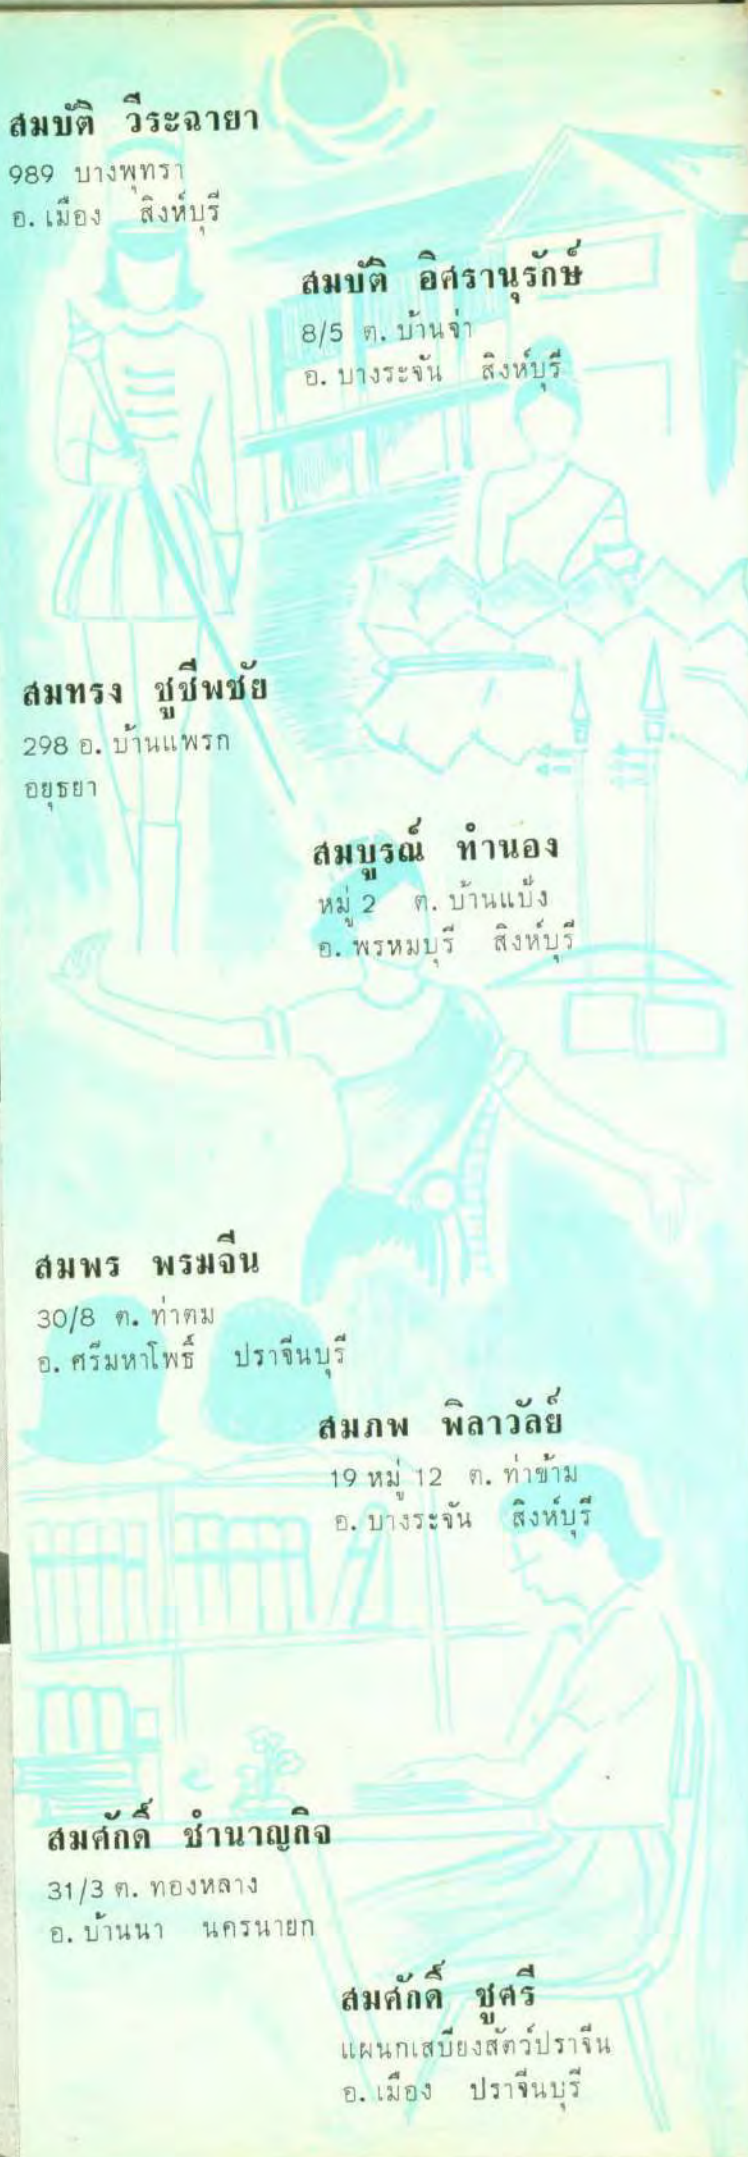 สมบัติ วีระฉายา
989 บางพุทรา
อ. เมือง สิงห์บุรี
สมบัติ อิศรานุรักษ์
8/5 ต. บ้านจ่า
อ. บางระจัน สิงห์บุรี
สมทรง ชูชีพชัย
298 อ. บ้านแพรก
อยุธยา
สมบูรณ์ ทำนอง
หมู่ 2 ต. บ้านแป้ง
อ. พรหมบุรี สิงห์บุรี
สมพร พรมจีน
30/8 ต. ท่าตูม
อ. ศรีมหาโพธิ์ ปราจีนบุรี
สมภพ พิลาวัลย์
19 หมู่ 12 ต. ท่าข้าม
อ. บางระจัน สิงห์บุรี
สมศักดิ์ ชำนาญกิจ
31/3 ต. ทองหลาง
อ. บ้านนา นครนายก
สมศักดิ์ ชูศรี
แผนกเสบียงสัตว์ปราจีน
อ. เมือง ปราจีนบุรี